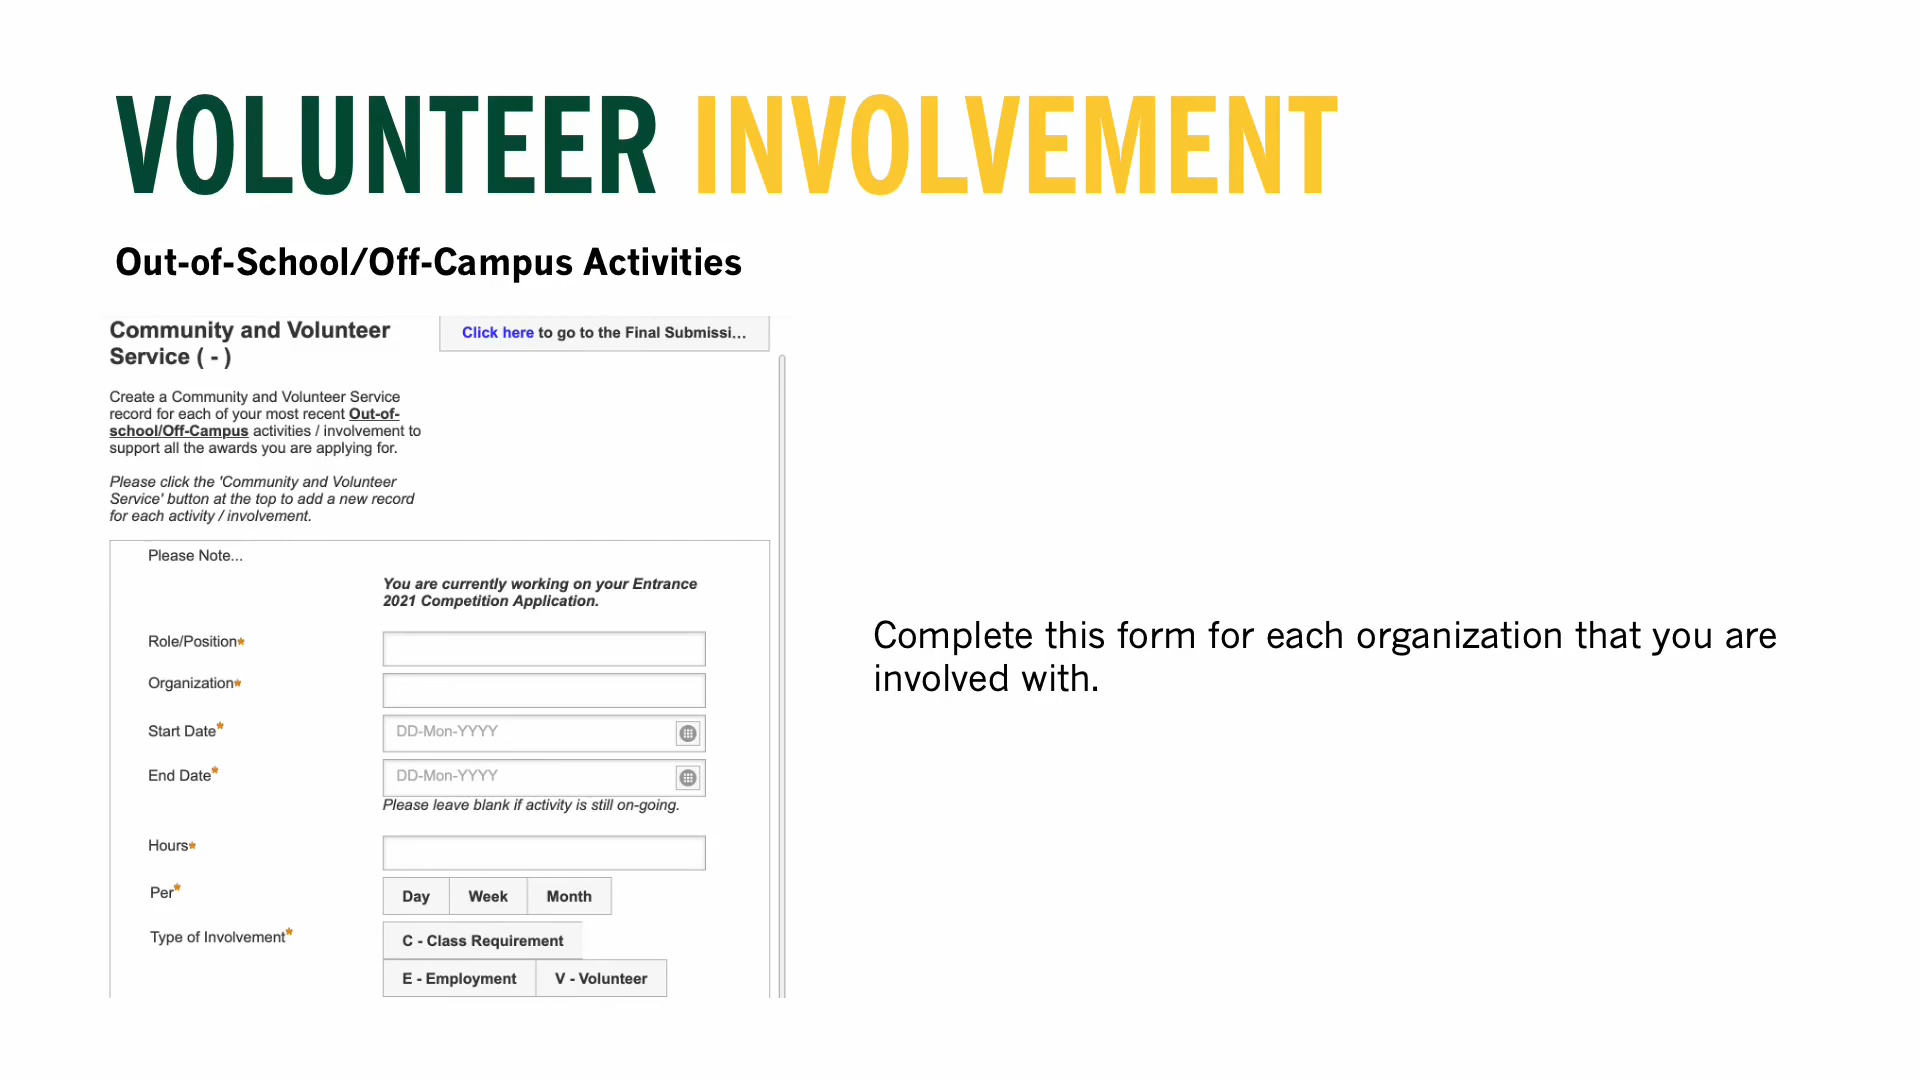 VOLUNTEER INVOLVEMENT
Out-of-School/Off-Campus Activities
Community and Volunteer
Service ( - )
Click here to go to the Final Submissi...
Create a Community and Volunteer Service
record for each of your most recent Out-of-
school/Off-Campus activities / involvement to
support all the awards you are applying for.
Please click the 'Community and Volunteer
Service' button at the top to add a new record
for each activity / involvement.
Please Note...
You are currently working on your Entrance
2021 Competition Application.
Role/Position*
Organization*
Start Date* DD-Mon-YYYY
End Date* DD-Mon-YYYY
Please leave blank if activity is still on-going.
Hours*
Per* Day Week Month
Type of Involvement* C - Class Requirement
E - Employment V - Volunteer
Complete this form for each organization that you are
involved with.